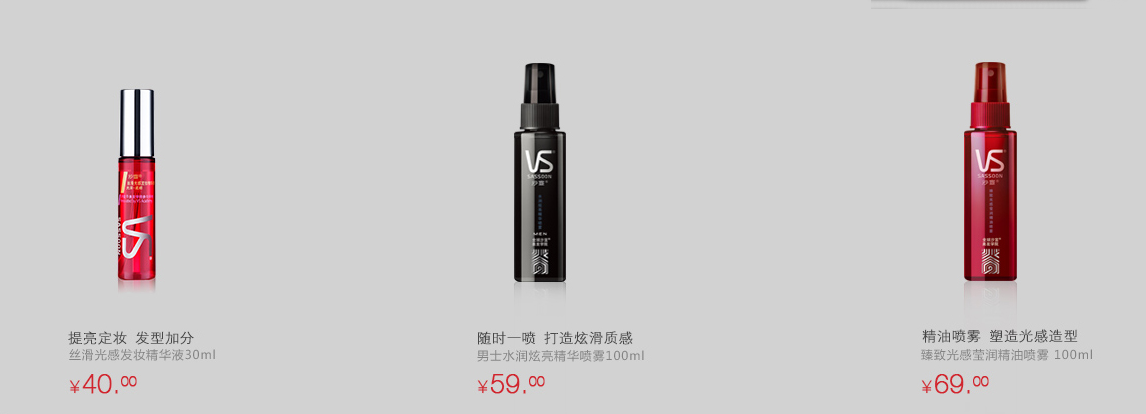 VS
SASSOON
沙宣
MEN
VS
SASSOON
沙宣
沙宣
VS
SASSOON
提亮定妆 发型加分
丝滑光感发妆精华液30ml
¥40.00
随时一喷 打造炫滑质感
男士水润炫亮精华喷雾100ml
¥59.00
精油喷雾 塑造光感造型
臻致光感莹润精油喷雾 100ml
¥69.00